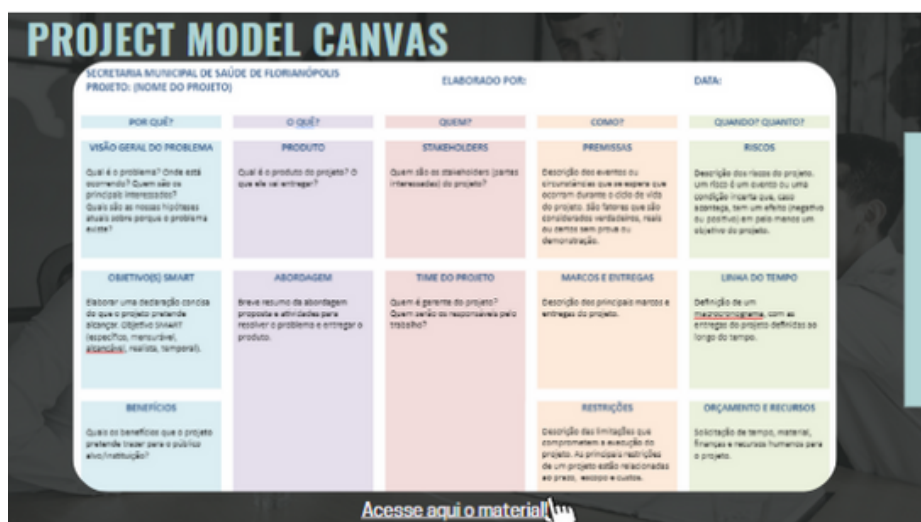 PROJECT MODEL CANVAS
SECRETARIA MUNICIPAL DE SAÚDE DE FLORIANÓPOLIS
PROJETO: (NOME DO PROJETO)
ELABORADO POR:
DATA:
POR QUÊ?
O QUÊ?
QUEM?
COMO?
QUANDO? QUANTO?
VISÃO GERAL DO PROBLEMA
Qual é o problema? Onde está
ocorrendo? Quem são os
principais interessados?
Quais são as nossas hipóteses
atuais sobre porque o problema
existe?
PRODUTO
Qual é o produto do projeto? O
que ele vai entregar?
STAKEHOLDERS
Quem são os stakeholders (partes
interessadas) do projeto?
PREMISSAS
Descrição dos eventos ou
circunstâncias que se espera que
ocorram durante o ciclo de vida
do projeto. São fatores que são
considerados verdadeiros, reais
ou certos sem prova ou
demonstração.
RISCOS
Descrição dos riscos do projeto.
um risco é um evento ou uma
condição incerta que, caso
aconteça, tem um efeito (negativo
ou positivo) em pelo menos um
objetivo do projeto.
OBJETIVO(S) SMART
Elaborar uma declaração concisa
do que o projeto pretende
alcançar. Objetivo SMART
(específico, mensurável,
alcançável, realista, temporal).
ABORDAGEM
Breve resumo da abordagem
proposta e atividades para
resolver o problema e entregar o
produto.
TIME DO PROJETO
Quem é gerente do projeto?
Quem serão os responsáveis pelo
trabalho?
MARCOS E ENTREGAS
Descrição dos principais marcos e
entregas do projeto.
LINHA DO TEMPO
Definição de um
macrocronograma, com as
entregas do projeto definidas ao
longo do tempo.
BENEFÍCIOS
Quais os benefícios que o projeto
pretende trazer para o público
alvo/instituição?
RESTRIÇÕES
Descrição das limitações que
comprometem a execução do
projeto. As principais restrições
de um projeto estão relacionadas
ao prazo, escopo e custos.
ORÇAMENTO E RECURSOS
Solicitação de tempo, material,
finanças e recursos humanos para
o projeto.
Acesse aqui o material!